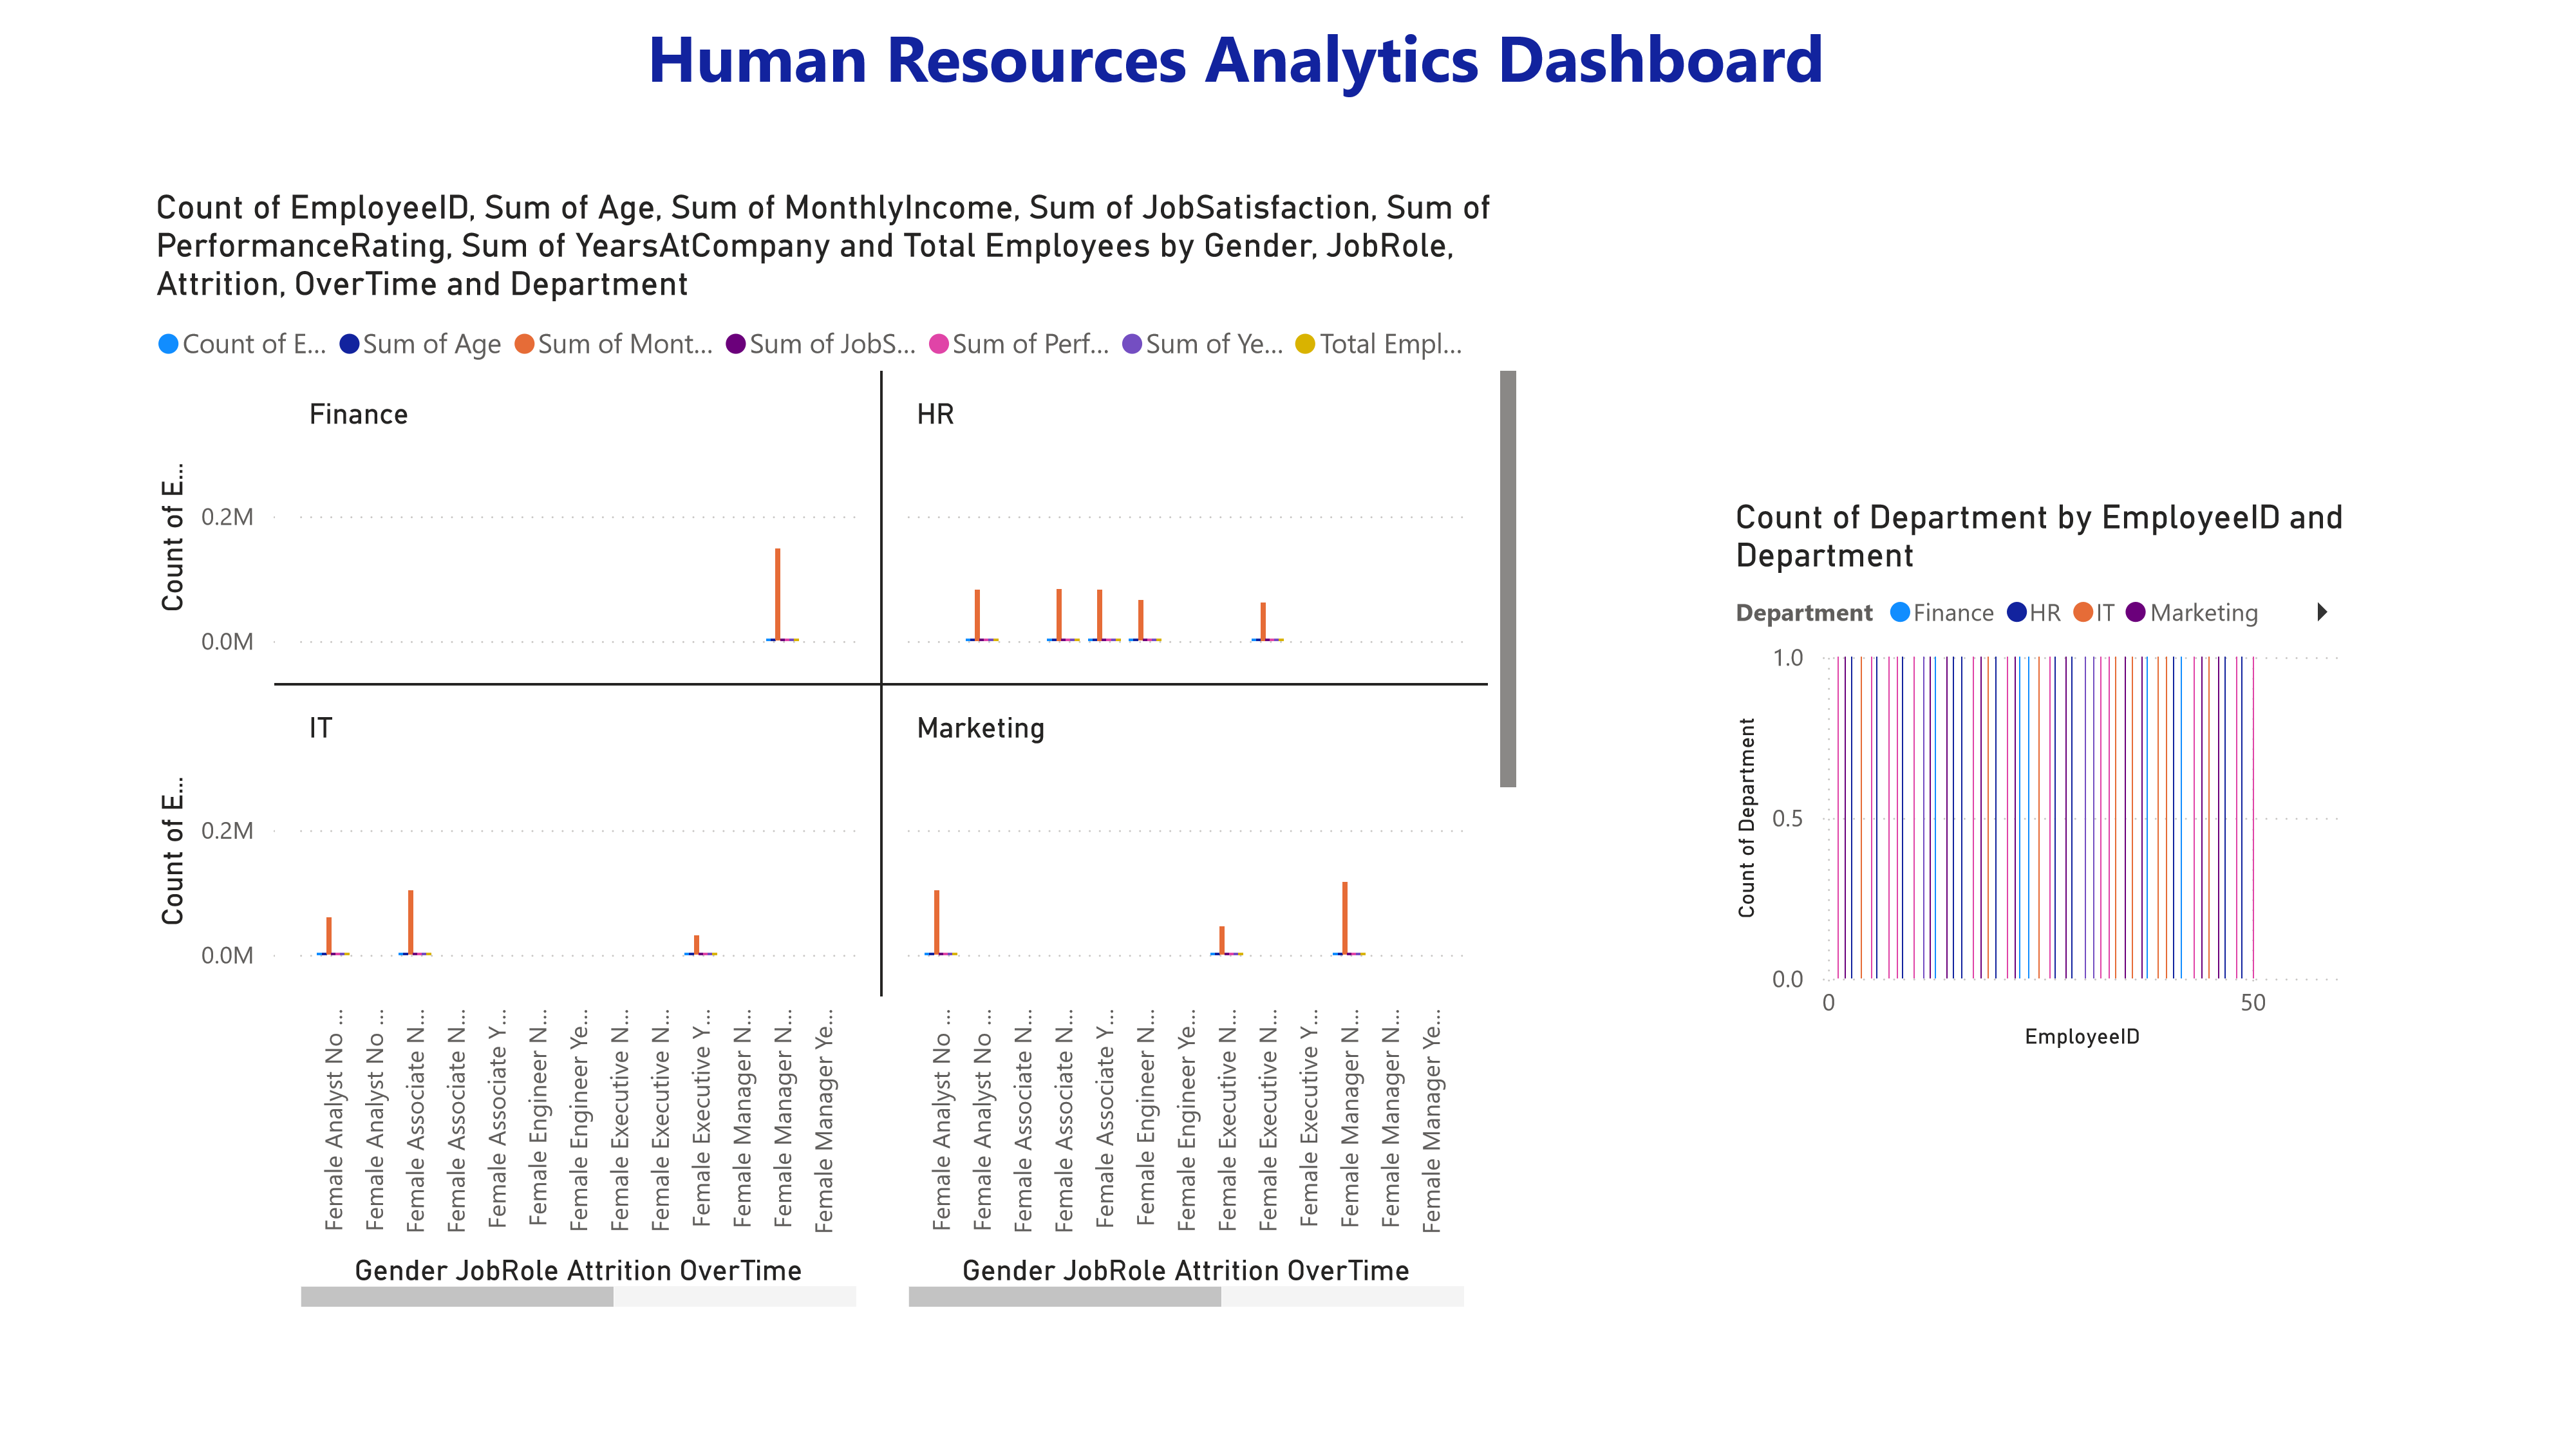 Human Resources Analytics Dashboard
Count of EmployeeID, Sum of Age, Sum of MonthlyIncome, Sum of JobSatisfaction, Sum of
PerformanceRating, Sum of YearsAtCompany and Total Employees by Gender, JobRole,
Attrition, OverTime and Department
Count of E... Sum of Age Sum of Mont... Sum of JobS... Sum of Perf... Sum of Ye... Total Empl...
Finance
Count of E...
0.2M
0.0M
HR
IT
Count of E...
0.2M
0.0M
Marketing
Female Analyst No ...
Female Analyst No ...
Female Associate N...
Female Associate N...
Female Associate Y...
Female Engineer N...
Female Engineer Ye...
Female Executive N...
Female Executive N...
Female Executive Y...
Female Manager N...
Female Manager N...
Female Manager Ye...
Gender JobRole Attrition OverTime
Female Analyst No ...
Female Analyst No ...
Female Associate N...
Female Associate N...
Female Associate Y...
Female Engineer N...
Female Engineer Ye...
Female Executive N...
Female Executive N...
Female Executive Y...
Female Manager N...
Female Manager N...
Female Manager Ye...
Gender JobRole Attrition OverTime
Count of Department by EmployeeID and
Department
Department Finance HR IT Marketing
Count of Department
1.0
0.5
0.0
0 50
EmployeeID